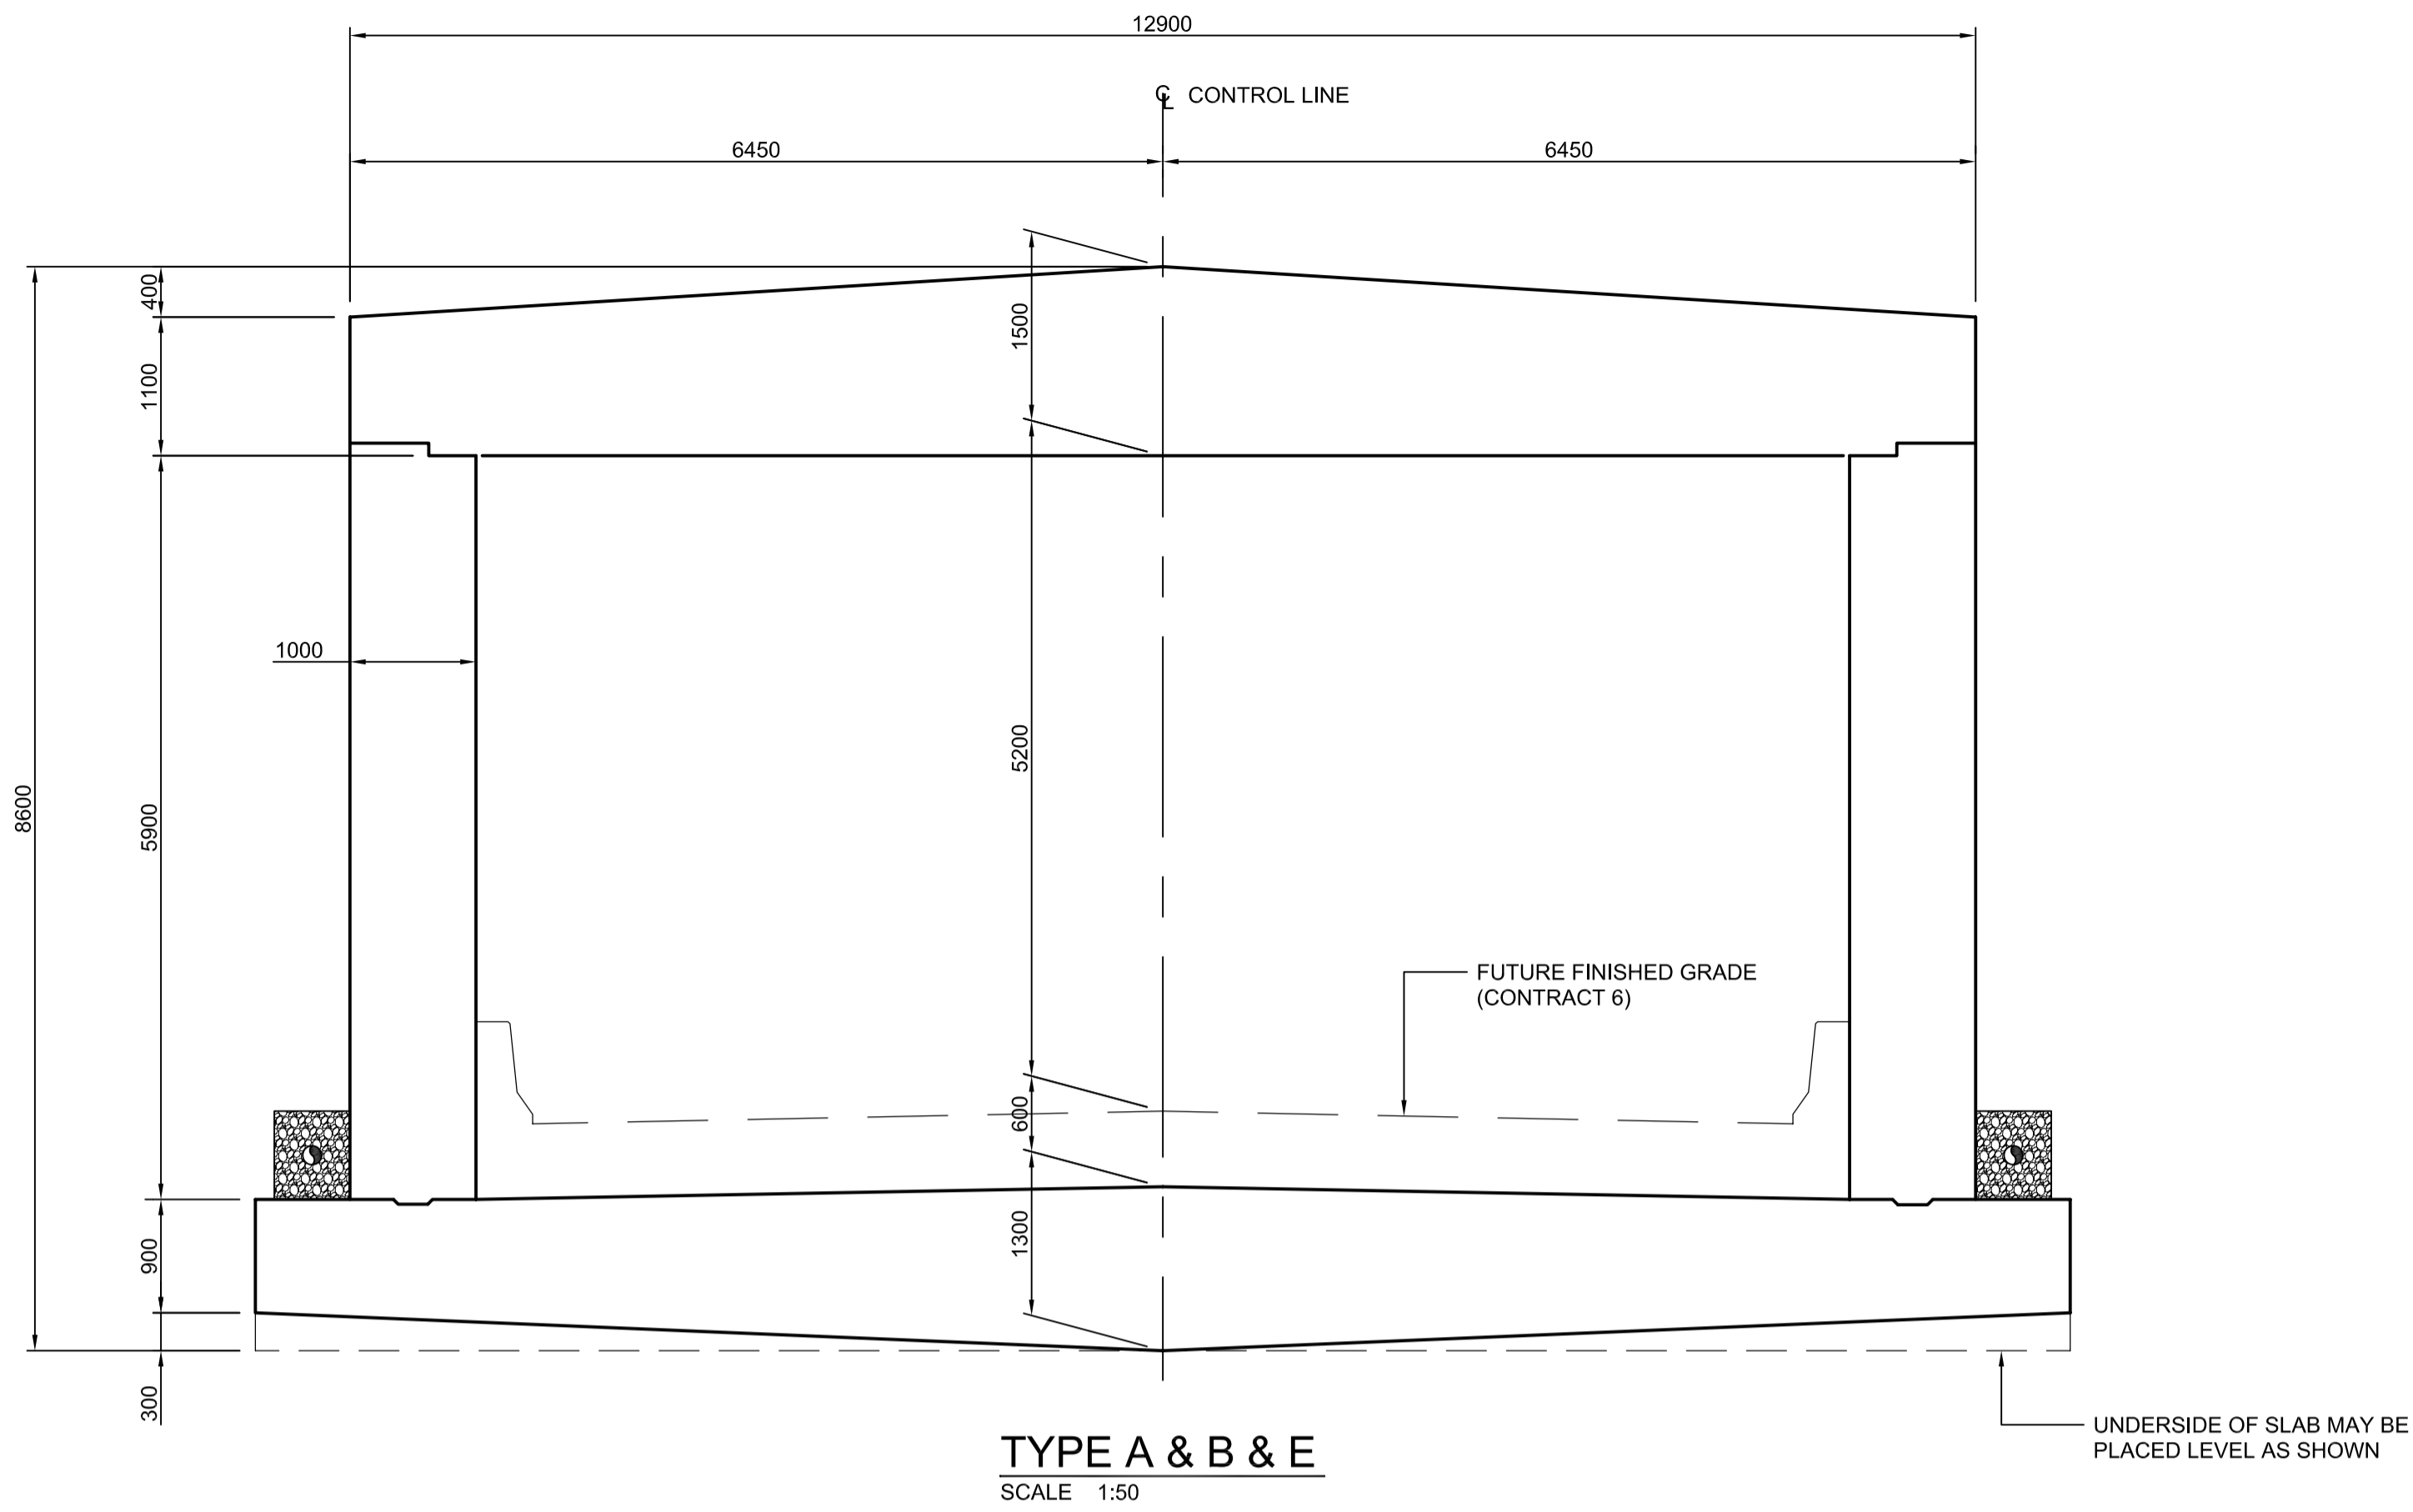 12900
℄ CONTROL LINE
6450
6450
400
1500
1100
1000
5200
8600
5900
FUTURE FINISHED GRADE
(CONTRACT 6)
600
1300
900
300
UNDERSIDE OF SLAB MAY BE
PLACED LEVEL AS SHOWN
TYPE A & B & E
SCALE 1:50